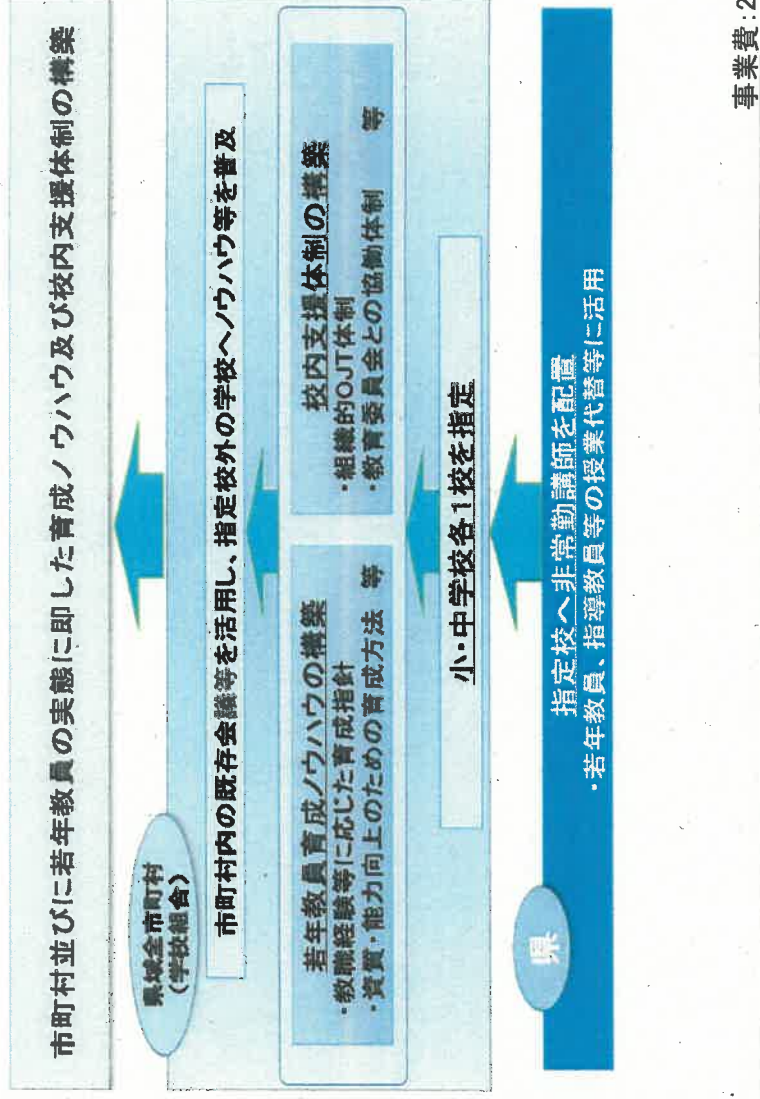 市町村並びに若年教員の実態に即した育成ノウハウ及び校内支援体制の構築
県域全市町村
(学校組合)
市町村内の既存会議等を活用し、指定校外の学校へノウハウ等を普及
若年教員育成ノウハウの構築
・教職経験等に応じた育成指針
・資質・能力向上のための育成方法 等
校内支援体制の構築
・組織的OJT体制
・教育委員会との協働体制 等
小・中学校各1校を指定
県
指定校へ非常勤講師を配置
・若年教員、指導教員等の授業代替等に活用
事業費:2